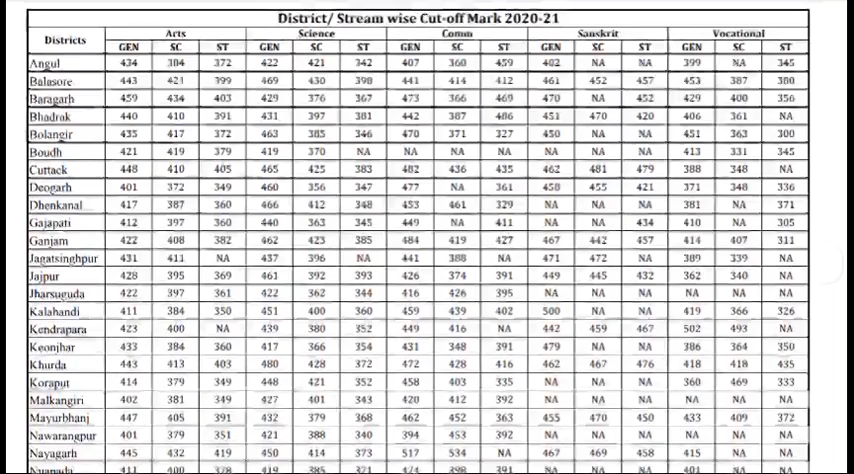 District/ Stream wise Cut-off Mark 2020-21
Districts Arts Science Comm Sanskrit Vocational
GEN SC ST GEN SC ST GEN SC ST GEN SC ST GEN SC ST
Angul 434 384 372 422 421 342 407 360 459 402 NA NA 399 NA 345
Balasore 443 421 399 469 430 398 441 414 412 461 452 457 453 387 380
Baragarh 459 434 403 429 376 367 473 366 469 470 NA 452 429 400 356
Bhadrak 440 410 391 431 397 381 442 387 486 451 470 420 406 361 NA
Bolangir 435 417 372 463 385 346 470 371 327 450 NA NA 451 363 300
Boudh 421 419 379 419 370 NA NA NA NA NA NA NA 413 331 345
Cuttack 448 410 405 465 425 383 482 436 435 462 481 479 388 348 NA
Deogarh 401 372 349 460 356 347 477 NA 361 458 455 421 371 348 336
Dhenkanal 417 387 360 466 412 348 453 461 329 NA NA NA 381 NA 371
Gajapati 412 397 360 440 363 345 449 NA 411 NA NA 434 410 NA 305
Ganjam 422 408 382 462 423 385 484 419 427 467 442 457 414 407 311
Jagatsinghpur 431 411 NA 437 396 NA 441 388 NA 471 472 NA 389 339 NA
Jajpur 428 395 369 461 392 393 426 374 391 449 445 432 362 340 NA
Jharsuguda 422 397 361 422 362 344 416 426 395 NA NA NA NA NA NA
Kalahandi 411 384 350 451 400 360 459 439 402 500 NA NA 419 366 326
Kendrapara 423 400 NA 439 380 352 449 416 NA 442 459 467 502 493 NA
Keonjhar 433 384 360 417 366 354 431 348 391 479 NA NA 386 364 350
Khurda 443 413 403 480 428 372 472 428 416 462 467 476 418 418 435
Koraput 414 379 349 448 421 352 458 403 335 NA NA NA 360 469 333
Malkangiri 402 381 349 427 401 343 420 412 392 NA NA NA NA NA NA
Mayurbhanj 447 405 391 432 379 368 462 452 363 455 470 450 433 409 372
Nawarangpur 401 379 351 421 388 340 394 453 392 NA NA NA NA NA NA
Nayagarh 445 432 419 450 414 373 517 534 NA 467 469 458 415 NA NA
Nuapada 411 400 378 419 385 371 424 398 391 NA NA NA 401 NA NA